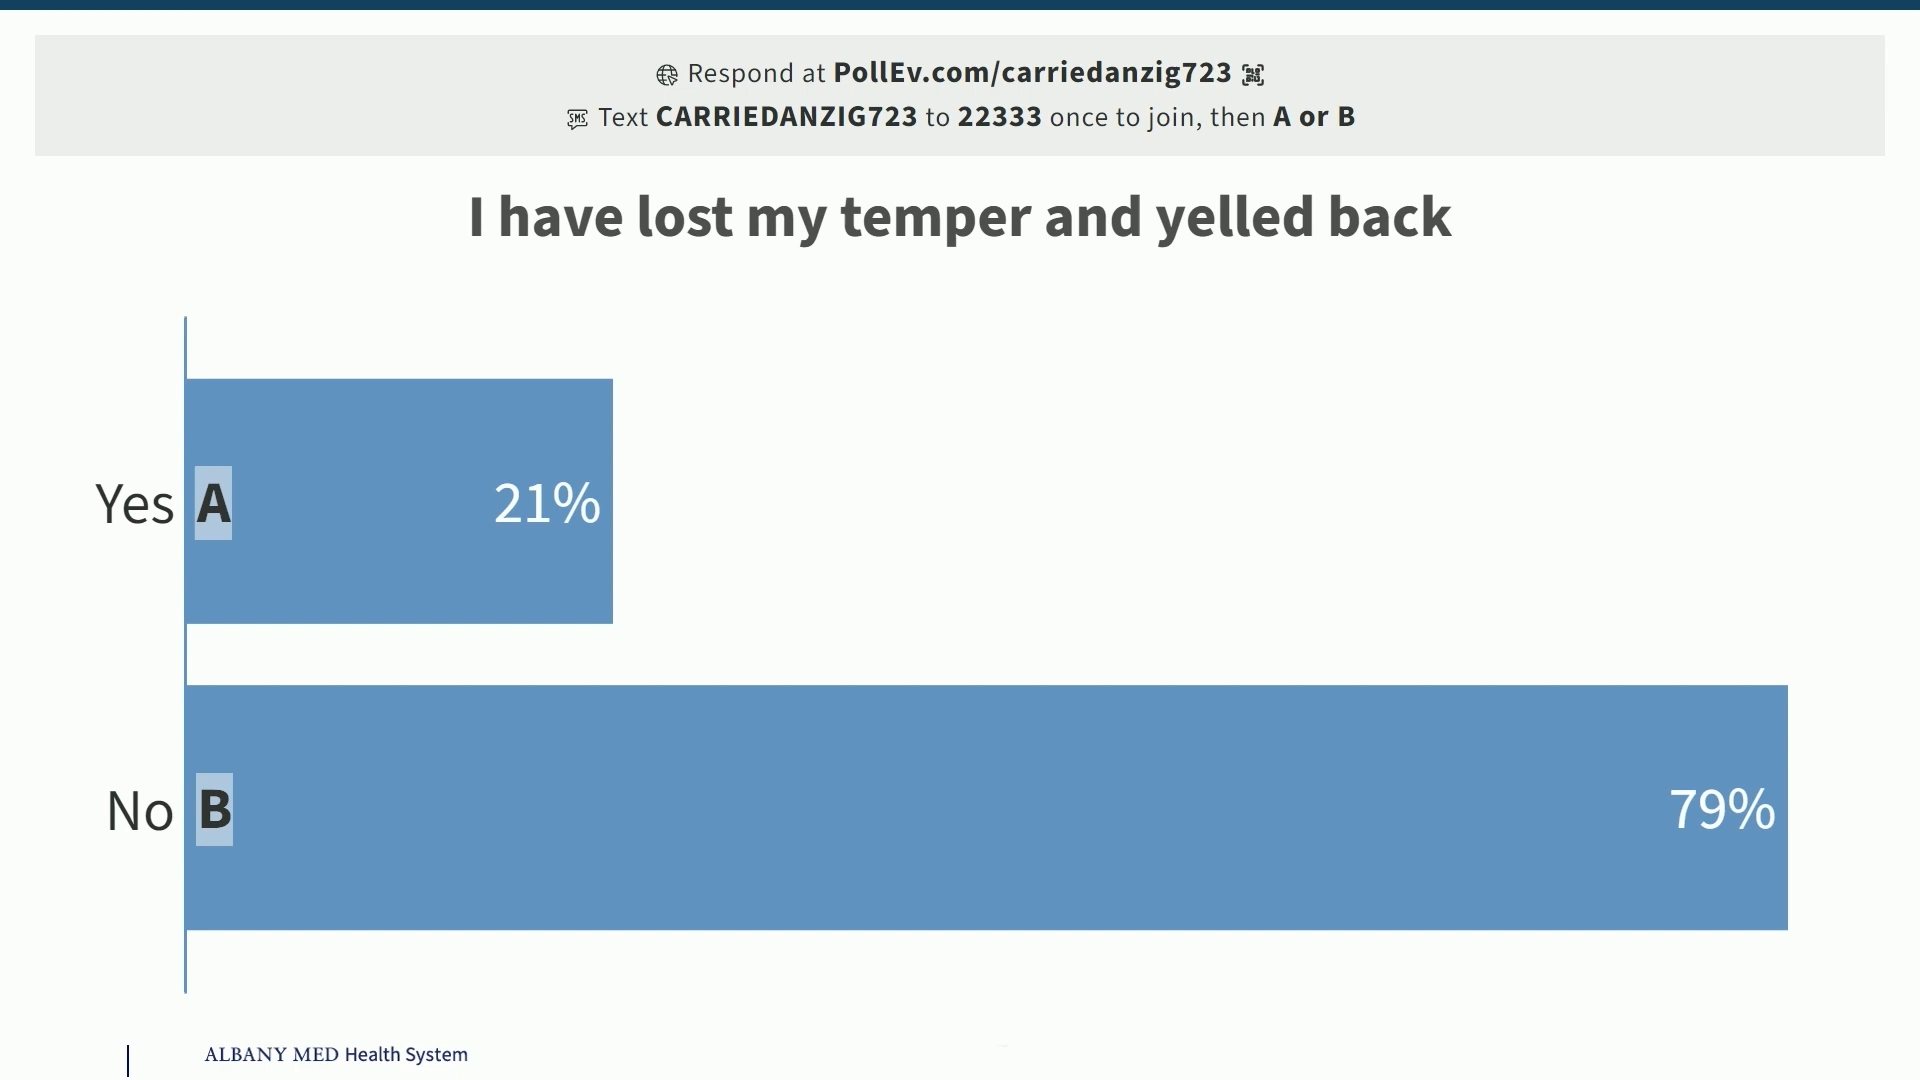 Respond at PollEv.com/carriedanzig723
Text CARRIEDANZIG723 to 22333 once to join, then A or B
I have lost my temper and yelled back
Yes A 21%
No B 79%
ALBANY MED Health System